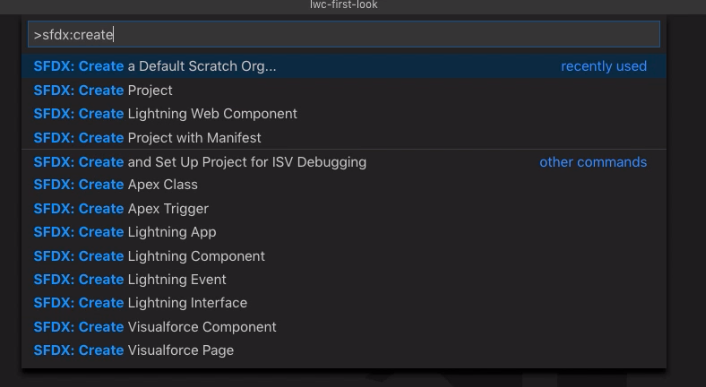 lwc-first-look
>sfdx:create
SFDX: Create a Default Scratch Org... recently used
SFDX: Create Project
SFDX: Create Lightning Web Component
SFDX: Create Project with Manifest
SFDX: Create and Set Up Project for ISV Debugging other commands
SFDX: Create Apex Class
SFDX: Create Apex Trigger
SFDX: Create Lightning App
SFDX: Create Lightning Component
SFDX: Create Lightning Event
SFDX: Create Lightning Interface
SFDX: Create Visualforce Component
SFDX: Create Visualforce Page